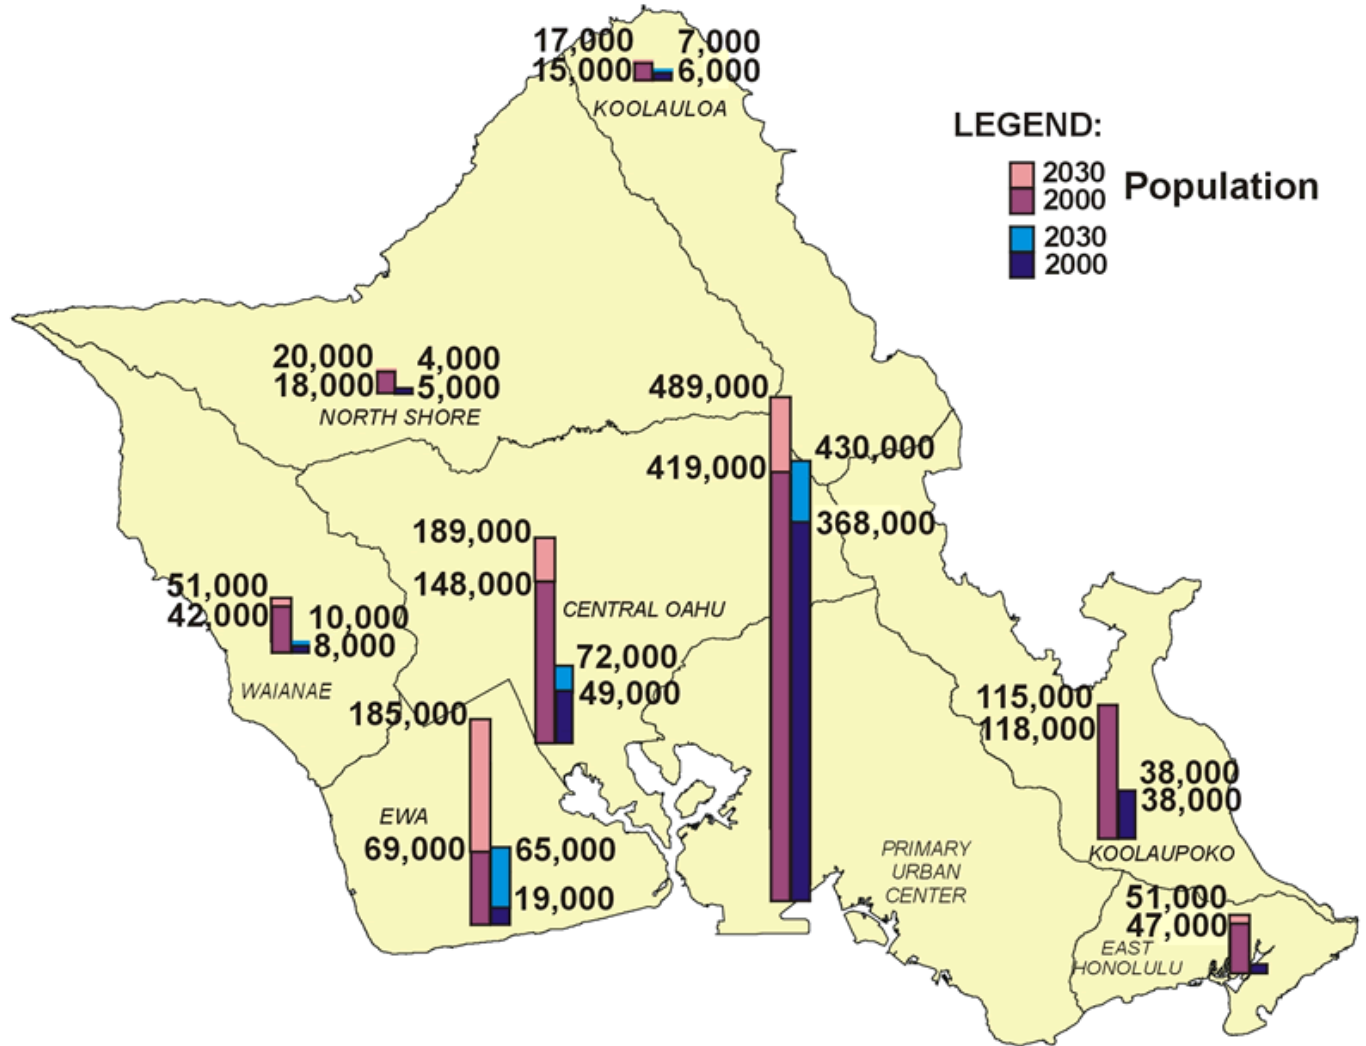 17,000 7,000
15,000 6,000
KOOLAULOA
LEGEND:
2030
2000
Population
2030
2000
20,000 4,000
18,000 5,000
NORTH SHORE
489,000
419,000
430,000
368,000
189,000
148,000
CENTRAL OAHU
72,000
49,000
51,000
42,000
10,000
8,000
WAIANAE
185,000
EWA
69,000
65,000
19,000
115,000
118,000
38,000
38,000
KOOLAUPOKO
PRIMARY
URBAN
CENTER
51,000
47,000
EAST
HONOLULU